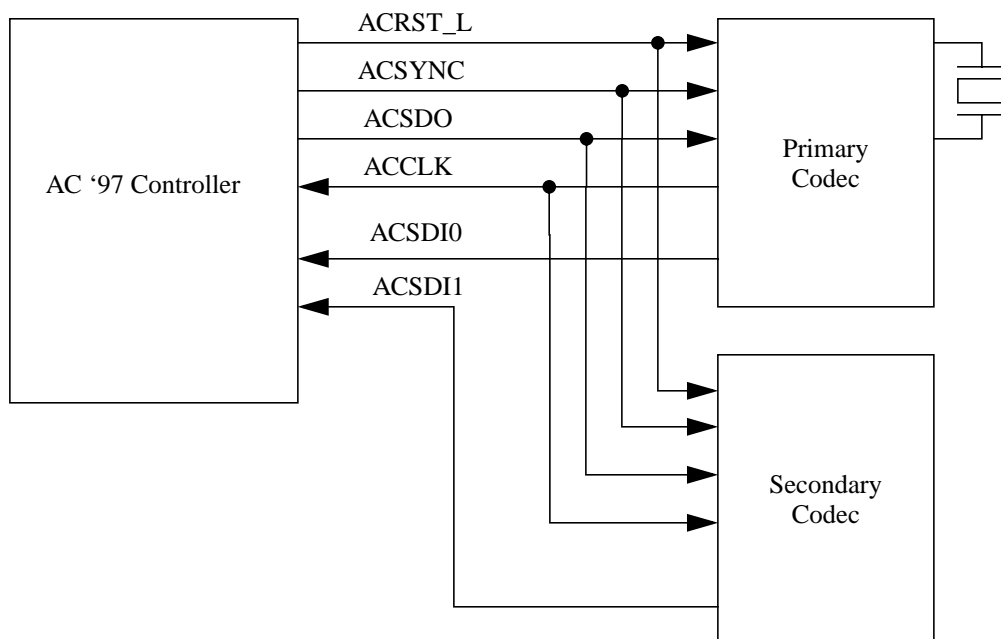 ACRST_L
ACSYNC
ACSDO
ACCLK
ACSDI0
ACSDI1
AC ‘97 Controller
Primary
Codec
Secondary
Codec